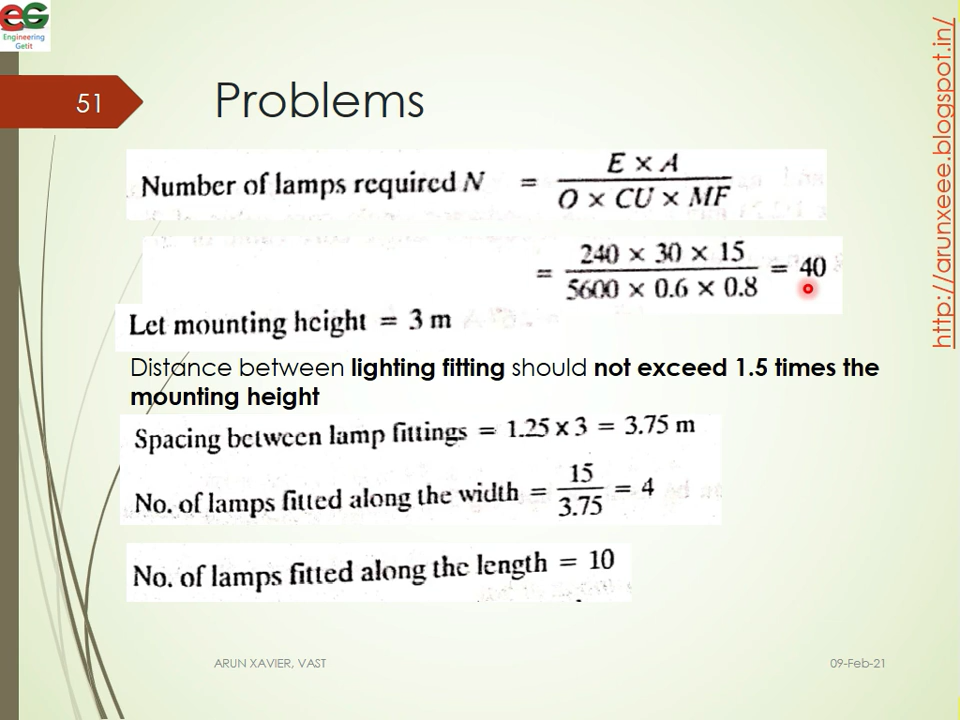 EG
Engineering
Getit
http://arunxeee.blogspot.in/
51
Problems
Number of lamps required N = E × A / O × CU × MF
= 240 × 30 × 15 / 5600 × 0.6 × 0.8 = 40
Let mounting height = 3 m
Distance between lighting fitting should not exceed 1.5 times the
mounting height
Spacing between lamp fittings = 1.25 x 3 = 3.75 m
No. of lamps fitted along the width = 15 / 3.75 = 4
No. of lamps fitted along the length = 10
ARUN XAVIER, VAST
09-Feb-21